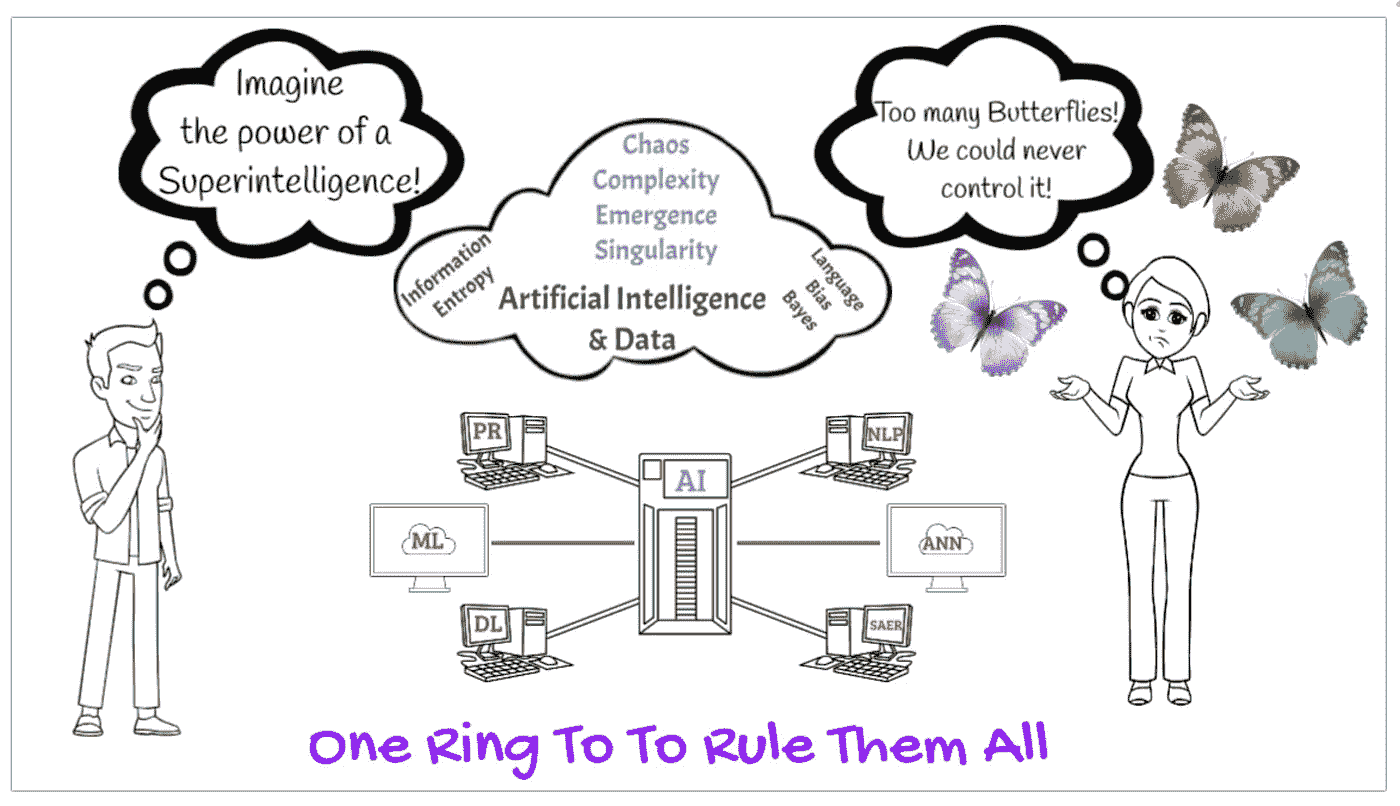 Imagine
the power of a
Superintelligence!
Chaos
Complexity
Emergence
Singularity
Information
Entropy
Artificial Intelligence
& Data
Language
Bias
Bayes
Too many Butterflies!
We could never
control it!
PR
NLP
AI
ML
ANN
DL
SAER
One Ring To To Rule Them All